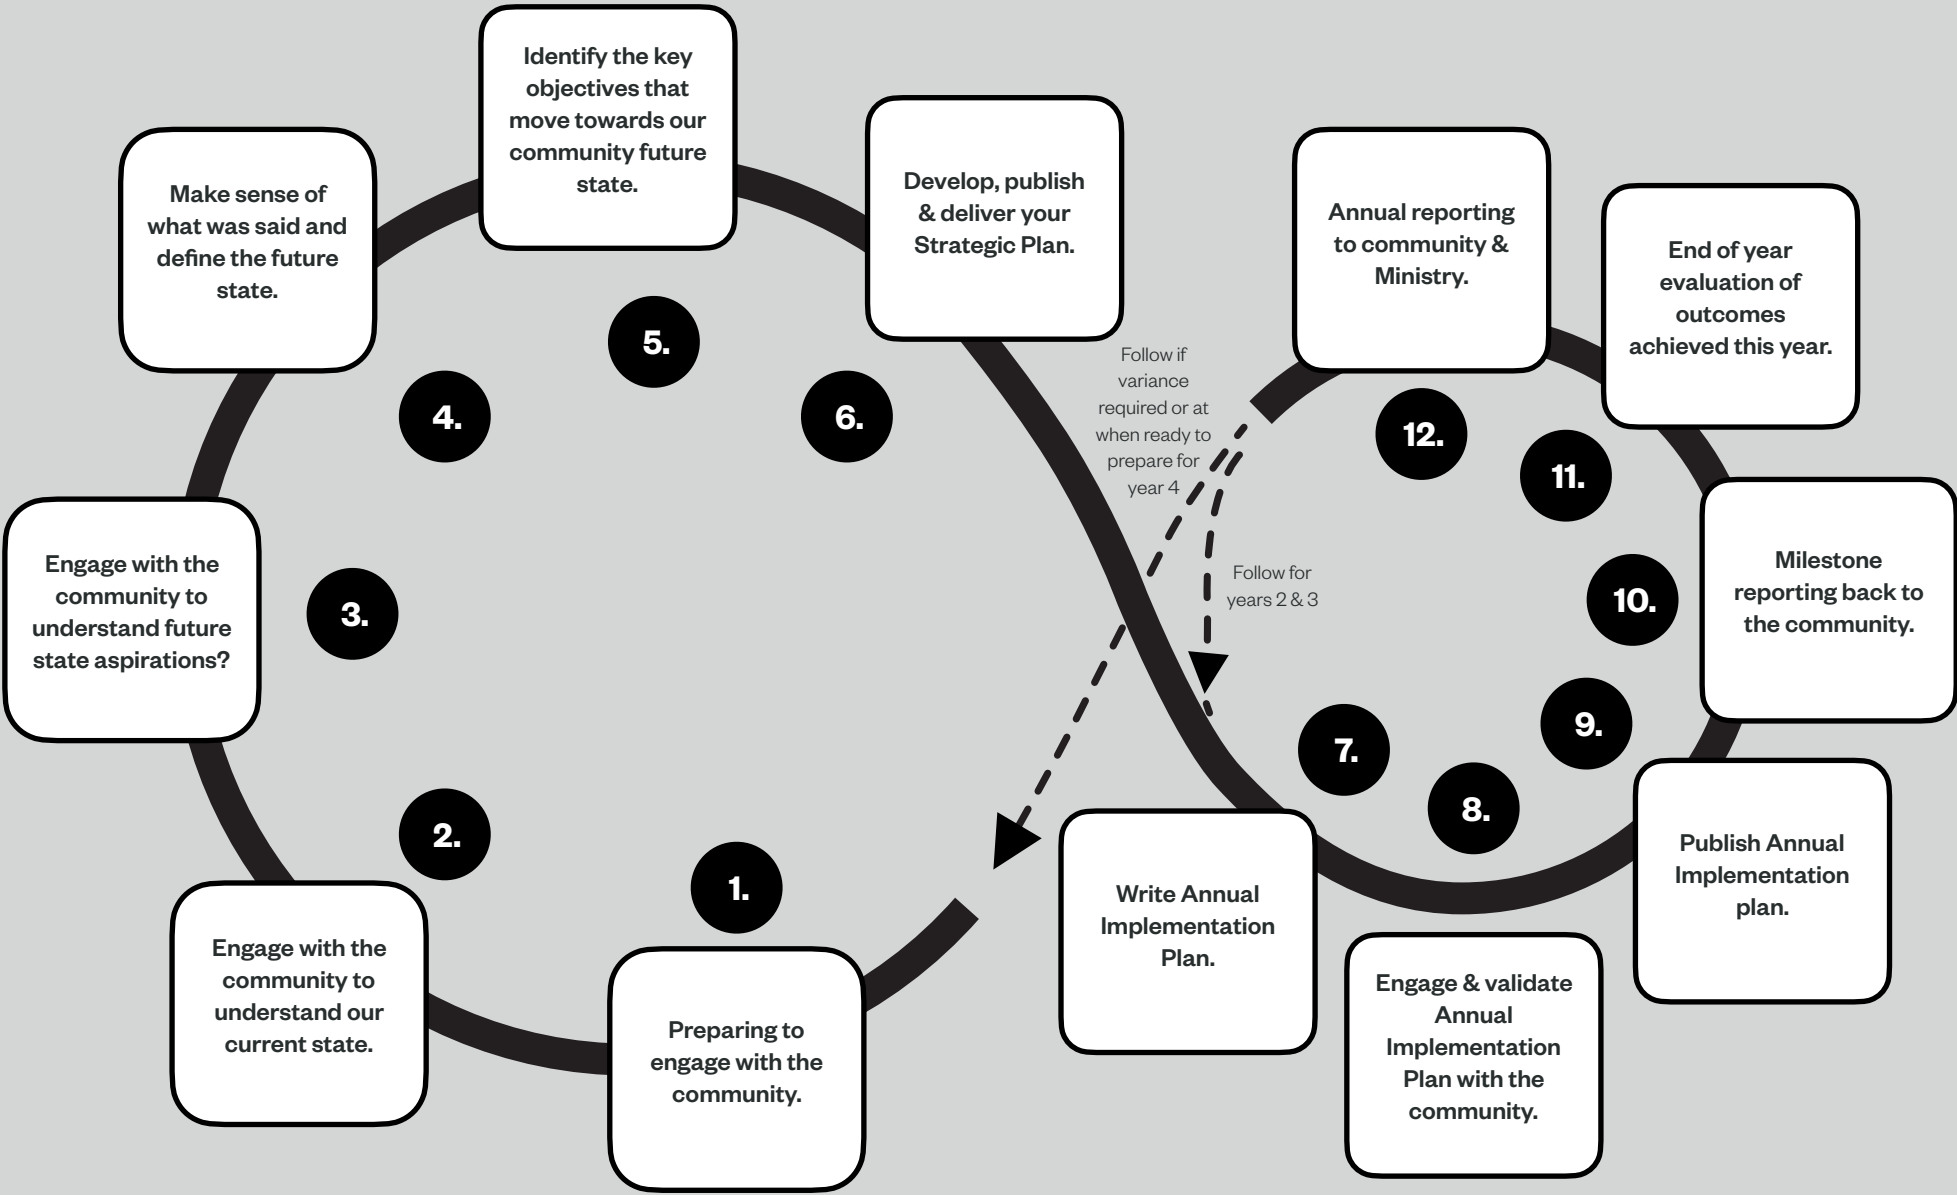 1.
Preparing to
engage with the
community.
2.
Engage with the
community to
understand our
current state.
3.
Engage with the
community to
understand future
state aspirations?
4.
Make sense of
what was said and
define the future
state.
5.
Identify the key
objectives that
move towards our
community future
state.
6.
Develop, publish
& deliver your
Strategic Plan.
7.
Write Annual
Implementation
Plan.
8.
Engage & validate
Annual
Implementation
Plan with the
community.
9.
Publish Annual
Implementation
plan.
10.
Milestone
reporting back to
the community.
11.
End of year
evaluation of
outcomes
achieved this year.
12.
Annual reporting
to community &
Ministry.
Follow if
variance
required or at
when ready to
prepare for
year 4
Follow for
years 2 & 3